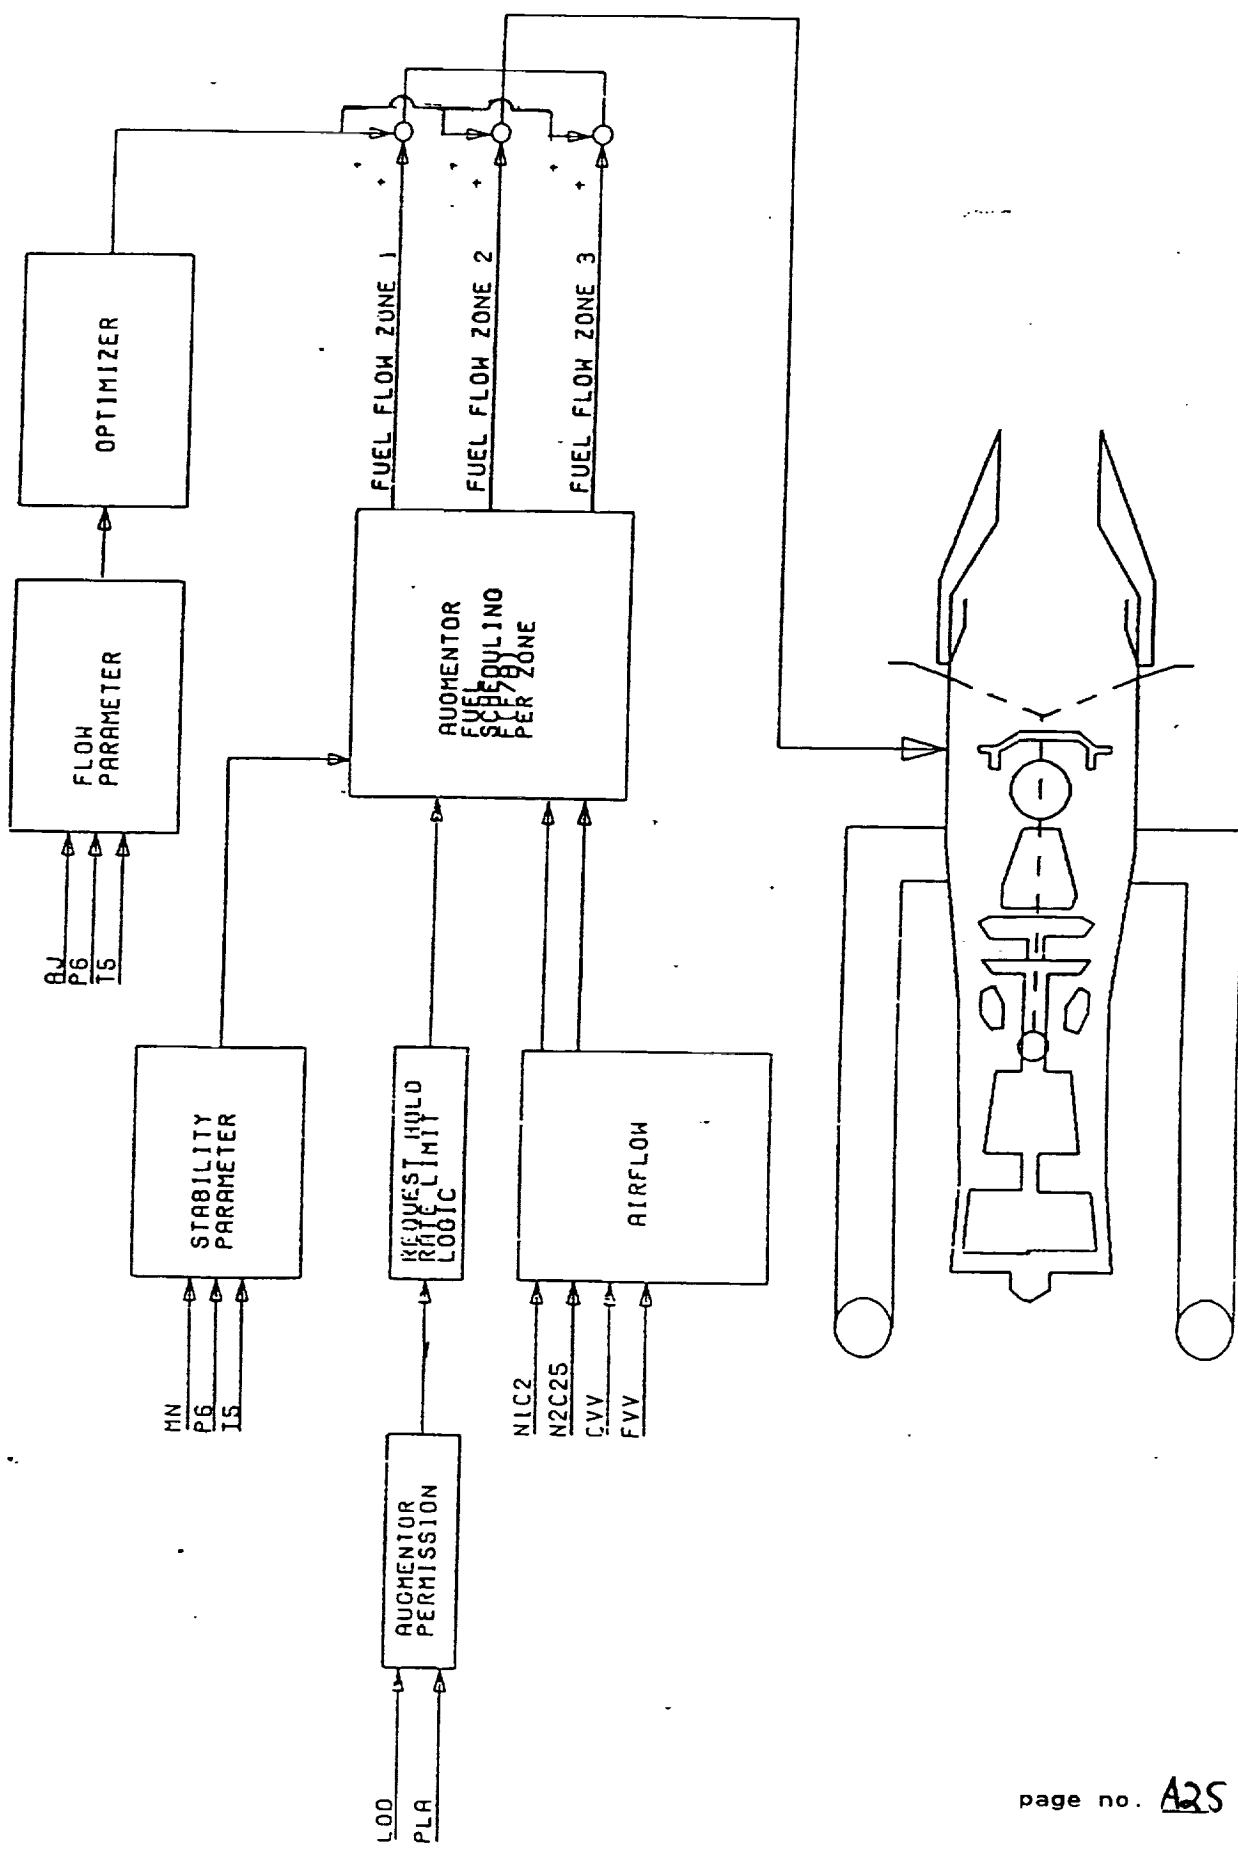 OPTIMIZER
FLOW
PARAMETER
AJ
P6
T5
FUEL FLOW ZONE 1
FUEL FLOW ZONE 2
FUEL FLOW ZONE 3
+
+
+
+
+
+
AUGMENTOR
FUEL
SCHEDULING
PER ZONE
STABILITY
PARAMETER
MN
P6
T5
REQUEST HOLD
RATE LIMIT
LOGIC
AIRFLOW
N1C2
N2C25
CVV
FVV
AUGMENTOR
PERMISSION
LOD
PLA
page no. A25